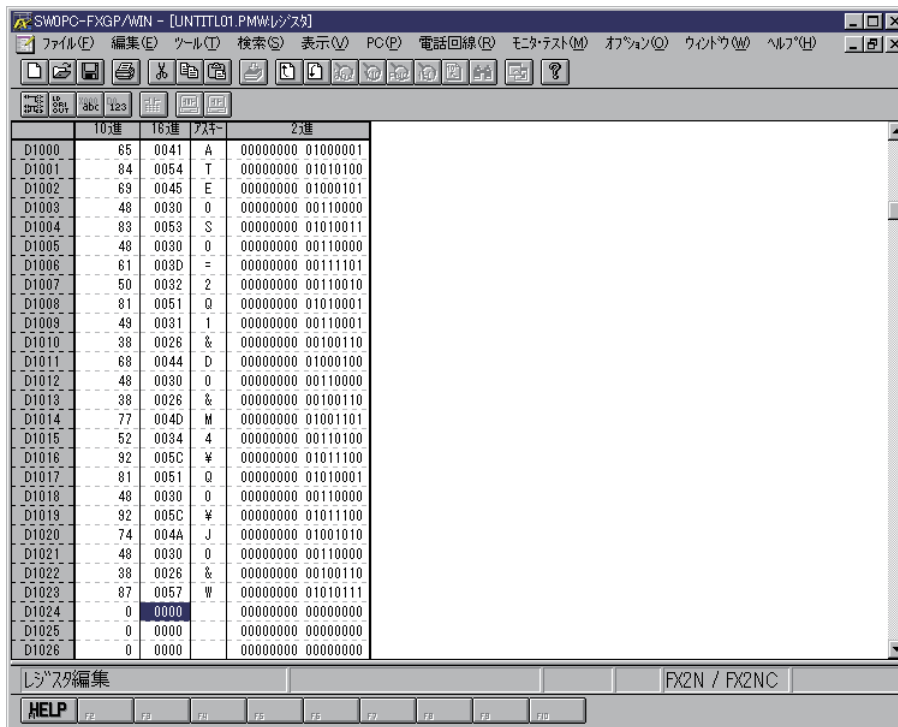 SW0PC-FXGP/WIN - [UNTITL01.PMW:ﾚｼﾞｽﾀ]
ﾌｧｲﾙ(F) 編集(E) ﾂｰﾙ(T) 検索(S) 表示(V) PC(P) 電話回線(R) ﾓﾆﾀ･ﾃｽﾄ(M) ｵﾌﾟｼｮﾝ(O) ｳｨﾝﾄﾞｳ(W) ﾍﾙﾌﾟ(H)
abc 123
10進 16進 ｱｽｷｰ 2進
D1000 65 0041 A 00000000 01000001
D1001 84 0054 T 00000000 01010100
D1002 69 0045 E 00000000 01000101
D1003 48 0030 0 00000000 00110000
D1004 83 0053 S 00000000 01010011
D1005 48 0030 0 00000000 00110000
D1006 61 003D = 00000000 00111101
D1007 50 0032 2 00000000 00110010
D1008 81 0051 Q 00000000 01010001
D1009 49 0031 1 00000000 00110001
D1010 38 0026 & 00000000 00100110
D1011 68 0044 D 00000000 01000100
D1012 48 0030 0 00000000 00110000
D1013 38 0026 & 00000000 00100110
D1014 77 004D M 00000000 01001101
D1015 52 0034 4 00000000 00110100
D1016 92 005C ¥ 00000000 01011100
D1017 81 0051 Q 00000000 01010001
D1018 48 0030 0 00000000 00110000
D1019 92 005C ¥ 00000000 01011100
D1020 74 004A J 00000000 01001010
D1021 48 0030 0 00000000 00110000
D1022 38 0026 & 00000000 00100110
D1023 87 0057 W 00000000 01010111
D1024 0 0000 00000000 00000000
D1025 0 0000 00000000 00000000
D1026 0 0000 00000000 00000000
ﾚｼﾞｽﾀ編集 FX2N / FX2NC
HELP F2 F3 F4 F5 F6 F7 F8 F9 F10